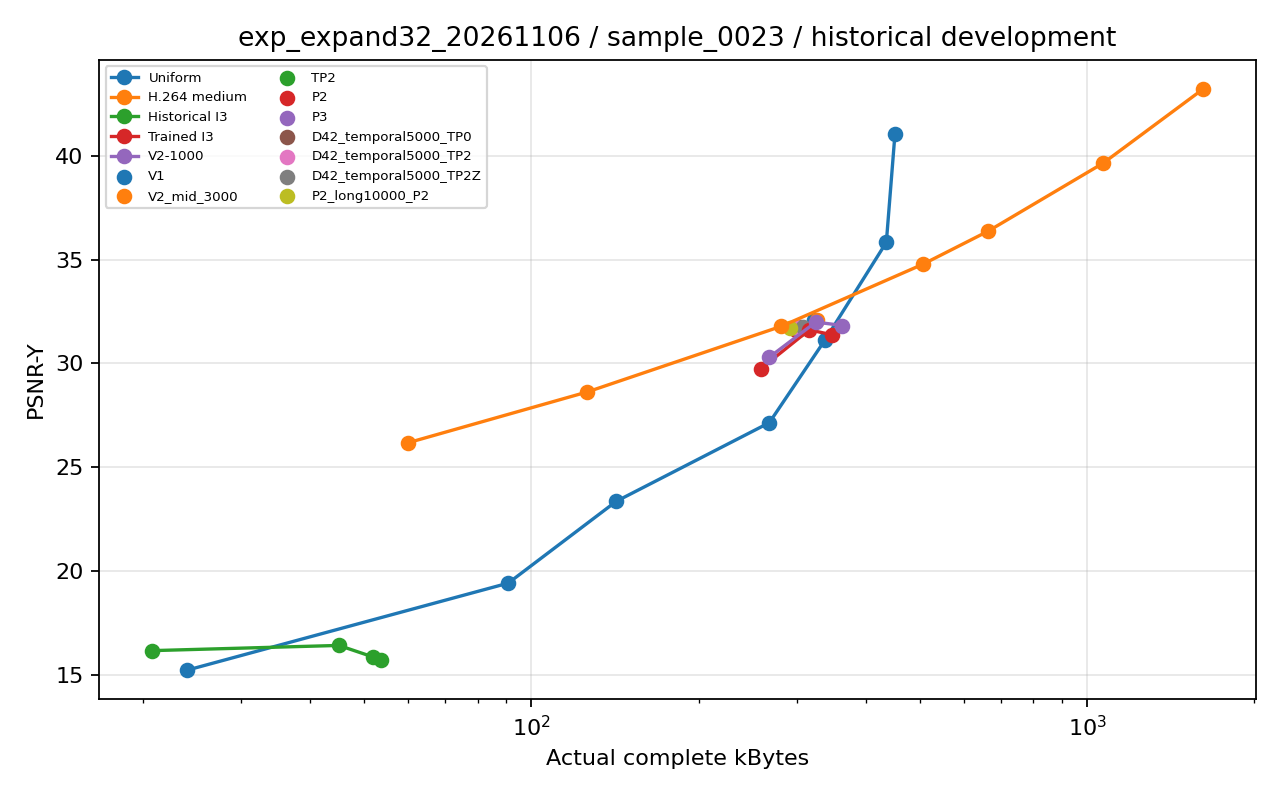 exp_expand32_20261106 / sample_0023 / historical development
Uniform
H.264 medium
Historical I3
Trained I3
V2-1000
V1
V2_mid_3000
TP2
P2
P3
D42_temporal5000_TP0
D42_temporal5000_TP2
D42_temporal5000_TP2Z
P2_long10000_P2
PSNR-Y
40
35
30
25
20
15
10²
10³
Actual complete kBytes